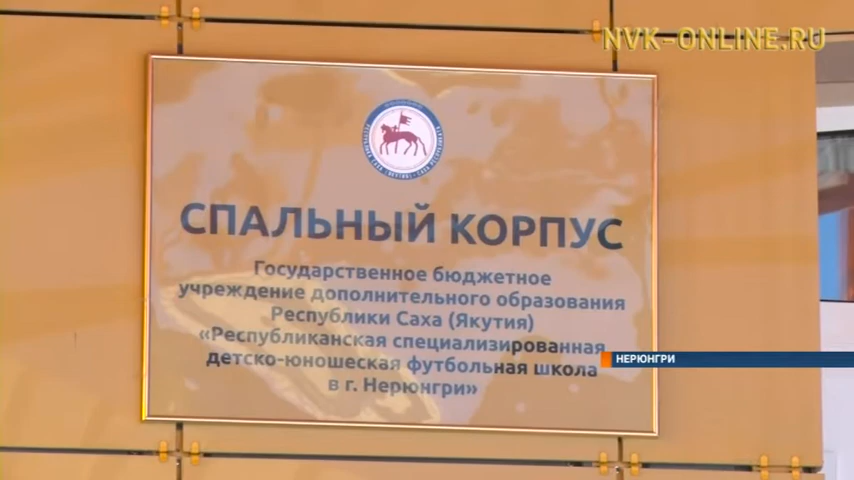 NVK-ONLINE.RU
СПАЛЬНЫЙ КОРПУС
Государственное бюджетное
учреждение дополнительного образования
Республики Саха (Якутия)
«Республиканская специализированная
детско-юношеская футбольная школа
в г. Нерюнгри»
НЕРЮНГРИ